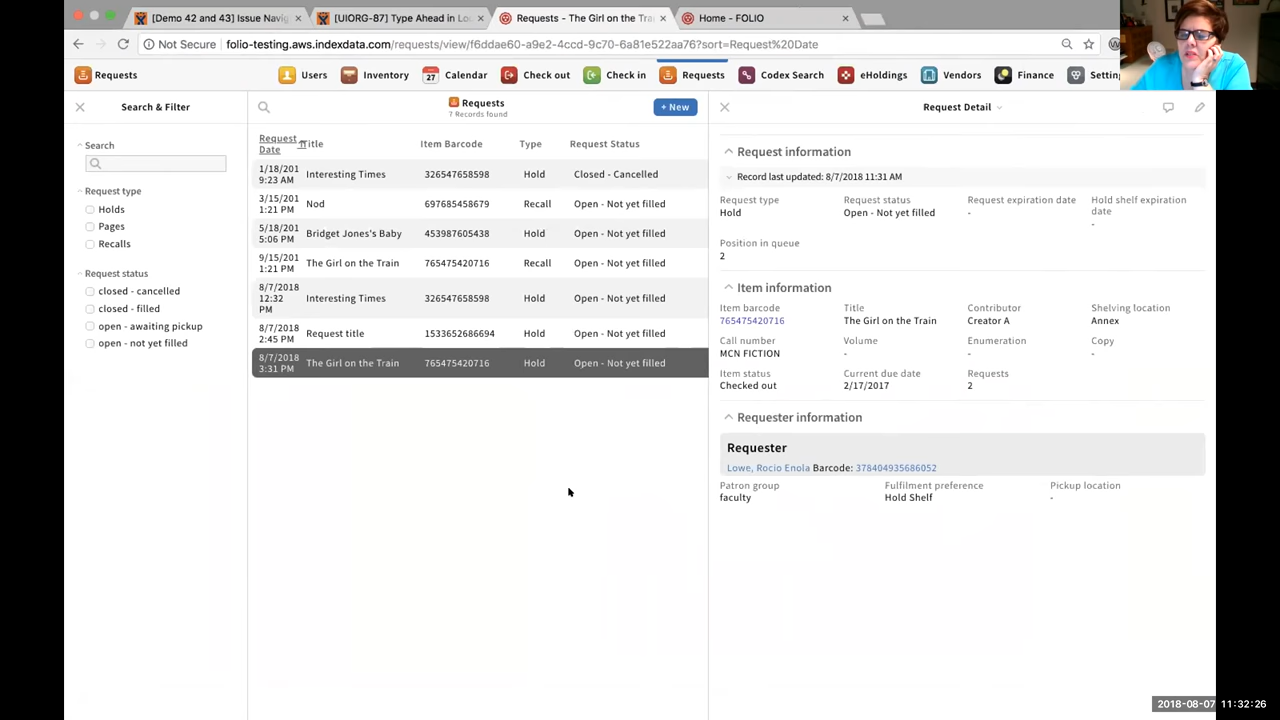 [Demo 42 and 43] Issue Navig
[UIORG-87] Type Ahead in Lo
Requests - The Girl on the Tra
Home - FOLIO
Not Secure folio-testing.aws.indexdata.com/requests/view/f6ddae60-a9e2-4ccd-9c70-6a81e522aa76?sort=Request%20Date
Requests
Users
Inventory
27
Calendar
Check out
Check in
Requests
Codex Search
eHoldings
Vendors
Finance
Settin
Search & Filter
Search
Request type
Holds
Pages
Recalls
Request status
closed - cancelled
closed - filled
open - awaiting pickup
open - not yet filled
Requests
7 Records found
+ New
Request Date Title Item Barcode Type Request Status
1/18/201 9:23 AM Interesting Times 326547658598 Hold Closed - Cancelled
3/15/201 1:21 PM Nod 697685458679 Recall Open - Not yet filled
5/18/201 5:06 PM Bridget Jones's Baby 453987605438 Hold Open - Not yet filled
9/15/201 1:21 PM The Girl on the Train 765475420716 Recall Open - Not yet filled
8/7/2018 12:32 PM Interesting Times 326547658598 Hold Open - Not yet filled
8/7/2018 2:45 PM Request title 1533652686694 Hold Open - Not yet filled
8/7/2018 3:31 PM The Girl on the Train 765475420716 Hold Open - Not yet filled
Request Detail
Request information
Record last updated: 8/7/2018 11:31 AM
Request type Request status Request expiration date Hold shelf expiration date
Hold Open - Not yet filled - -
Position in queue
2
Item information
Item barcode Title Contributor Shelving location
765475420716 The Girl on the Train Creator A Annex
Call number Volume Enumeration Copy
MCN FICTION - - -
Item status Current due date Requests
Checked out 2/17/2017 2
Requester information
Requester
Lowe, Rocio Enola Barcode: 378404935686052
Patron group Fulfilment preference Pickup location
faculty Hold Shelf -
2018-08-07 11:32:26